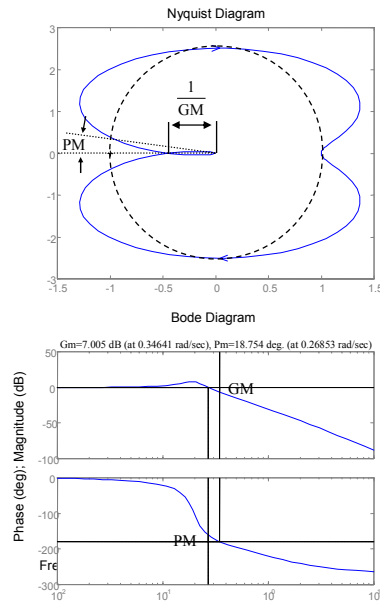 Nyquist Diagram
3
2
1
0
-1
-2
-3
-1.5
-1
-0.5
0
0.5
1
1.5
1
GM
PM
Bode Diagram
Gm=7.005 dB (at 0.34641 rad/sec), Pm=18.754 deg. (at 0.26853 rad/sec)
Phase (deg); Magnitude (dB)
50
0
-50
-100
GM
0
-100
-200
-300
PM
Fre